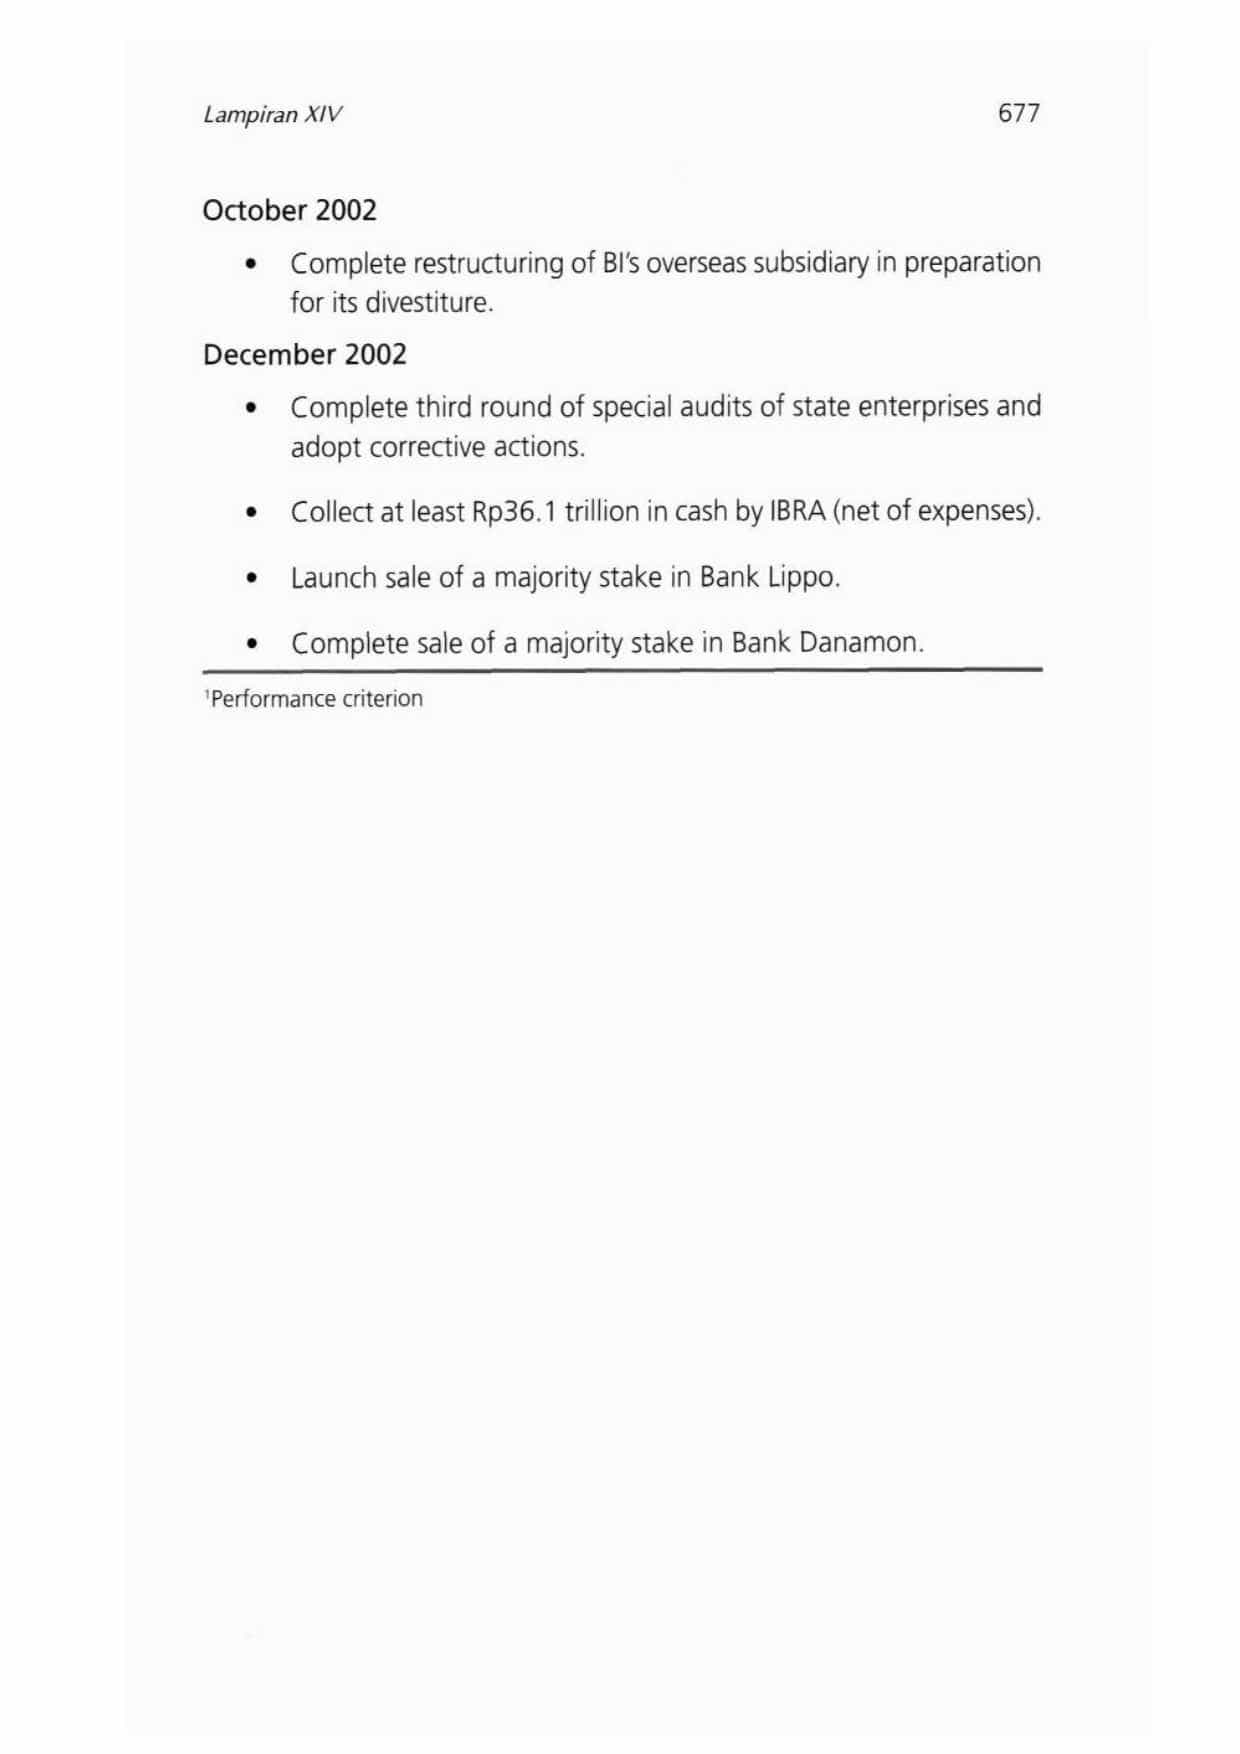 Lampiran XIV 677
October 2002
• Complete restructuring of BI's overseas subsidiary in preparation
for its divestiture.
December 2002
• Complete third round of special audits of state enterprises and
adopt corrective actions.
• Collect at least Rp36.1 trillion in cash by IBRA (net of expenses).
• Launch sale of a majority stake in Bank Lippo.
• Complete sale of a majority stake in Bank Danamon.
¹Performance criterion